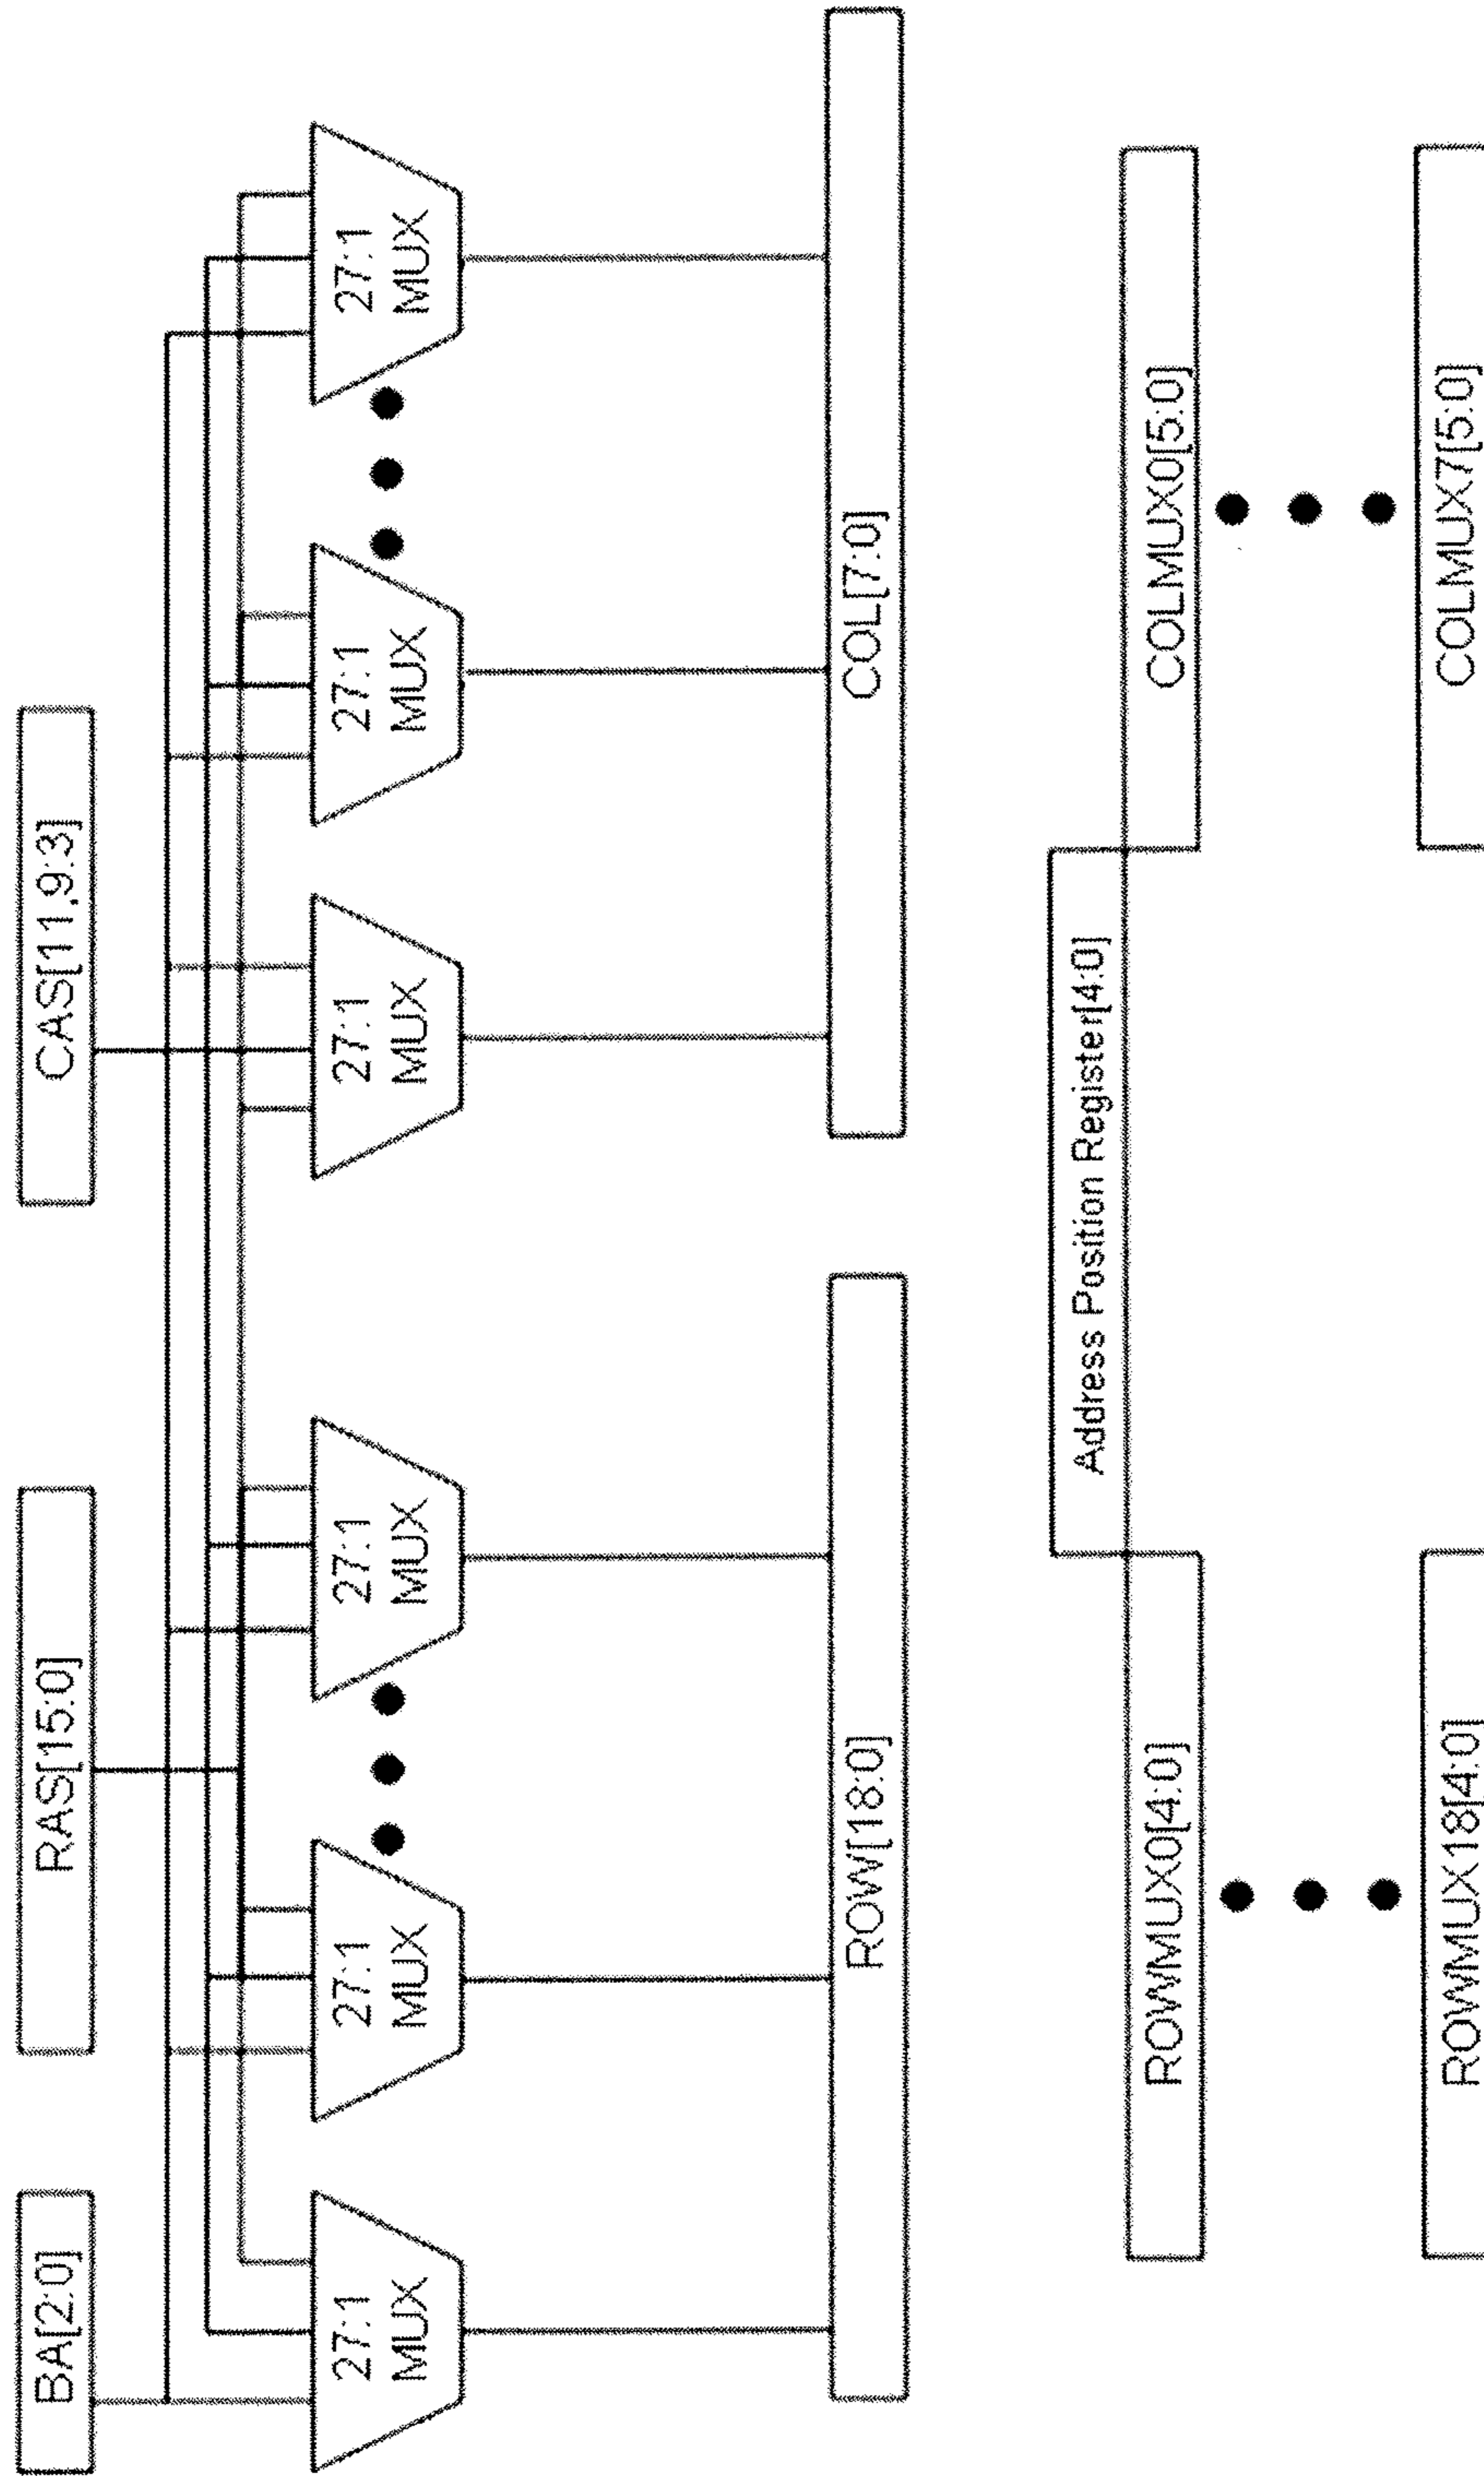 BA[2:0]
RAS[15:0]
CAS[11,9:3]
27:1
MUX
27:1
MUX
27:1
MUX
27:1
MUX
27:1
MUX
27:1
MUX
ROW[18:0]
COL[7:0]
Address Position Register[4:0]
ROWMUX0[4:0]
COLMUX0[5:0]
ROWMUX18[4:0]
COLMUX7[5:0]